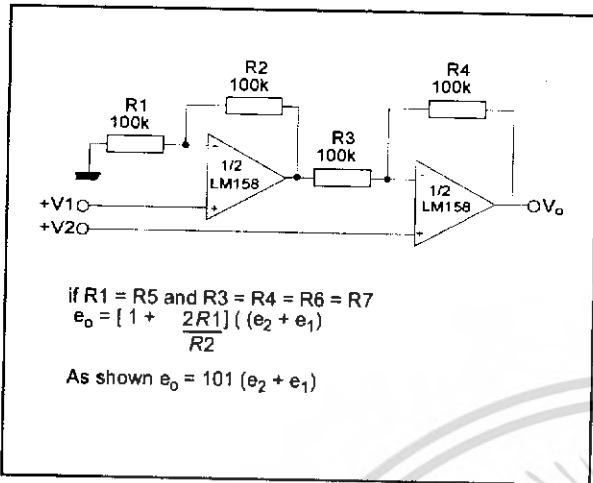 R2
100k
R4
100k
R1
100k
R3
100k
-
1/2
LM158
+
-
1/2
LM158
+
+V1
+V2
Vo
if R1 = R5 and R3 = R4 = R6 = R7
eo = [ 1 + 2R1/R2 ] ( (e2 + e1)
As shown eo = 101 (e2 + e1)